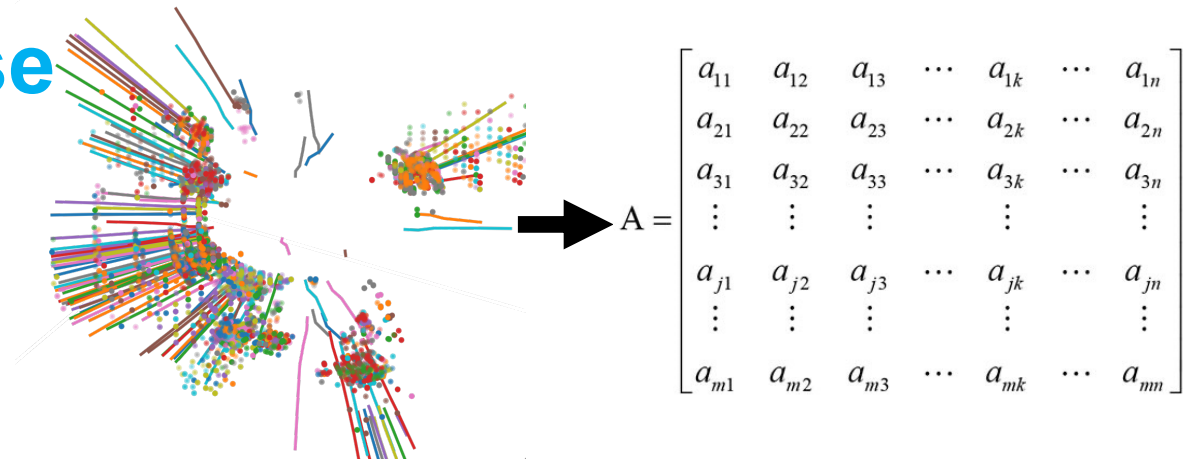 se
A = 
a11 a12 a13 ⋯ a1k ⋯ a1n
a21 a22 a23 ⋯ a2k ⋯ a2n
a31 a32 a33 ⋯ a3k ⋯ a3n
⋮ ⋮ ⋮ ⋮ ⋮
aj1 aj2 aj3 ⋯ ajk ⋯ ajn
⋮ ⋮ ⋮ ⋮ ⋮
am1 am2 am3 ⋯ amk ⋯ amn